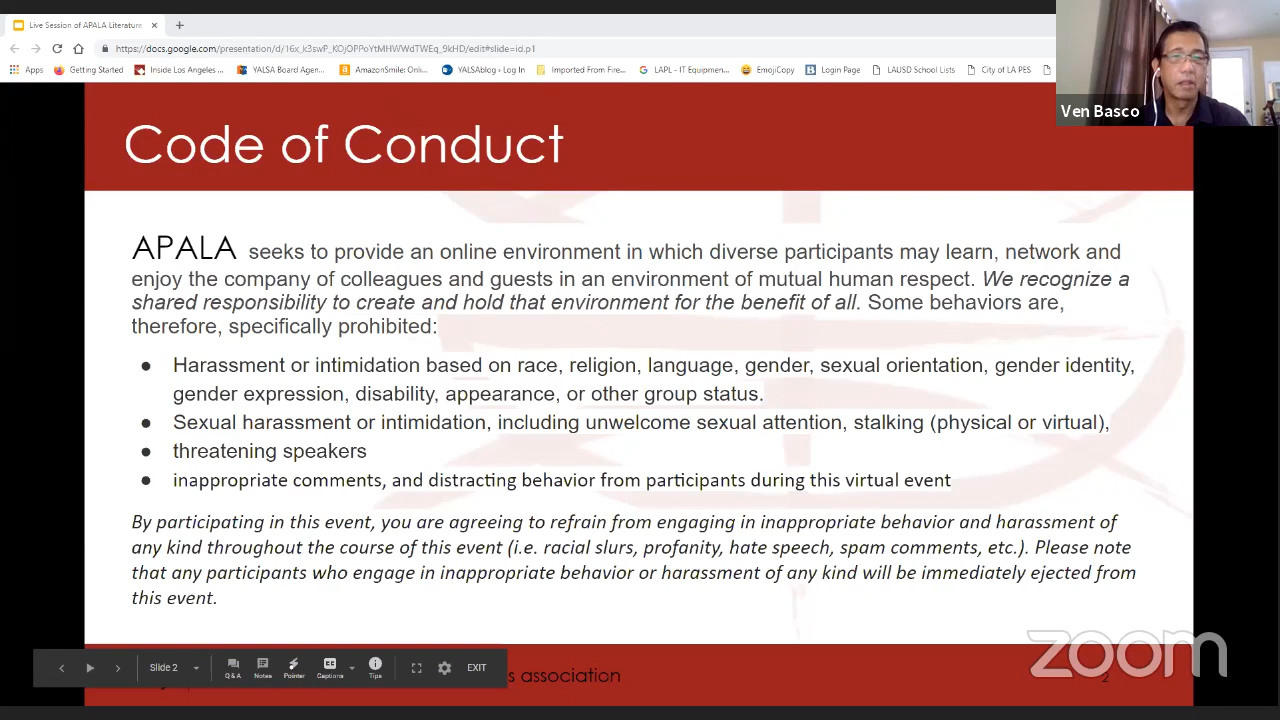 Live Session of APALA Literature
https://docs.google.com/presentation/d/16x_k3swP_KOjOPPoYtMHWWdTWEq_9kHD/edit#slide=id.p1
Apps Getting Started Inside Los Angeles ... YALSA Board Agen... AmazonSmile: Onli... YALSAblog › Log In Imported From Fire... LAPL - IT Equipmen... EmojiCopy Login Page LAUSD School Lists City of LA PES
Ven Basco
Code of Conduct
APALA seeks to provide an online environment in which diverse participants may learn, network and
enjoy the company of colleagues and guests in an environment of mutual human respect. We recognize a
shared responsibility to create and hold that environment for the benefit of all. Some behaviors are,
therefore, specifically prohibited:
● Harassment or intimidation based on race, religion, language, gender, sexual orientation, gender identity,
gender expression, disability, appearance, or other group status.
● Sexual harassment or intimidation, including unwelcome sexual attention, stalking (physical or virtual),
● threatening speakers
● inappropriate comments, and distracting behavior from participants during this virtual event
By participating in this event, you are agreeing to refrain from engaging in inappropriate behavior and harassment of
any kind throughout the course of this event (i.e. racial slurs, profanity, hate speech, spam comments, etc.). Please note
that any participants who engage in inappropriate behavior or harassment of any kind will be immediately ejected from
this event.
zoom
Slide 2 Q & A Notes Pointer Captions Tips EXIT
s association
2